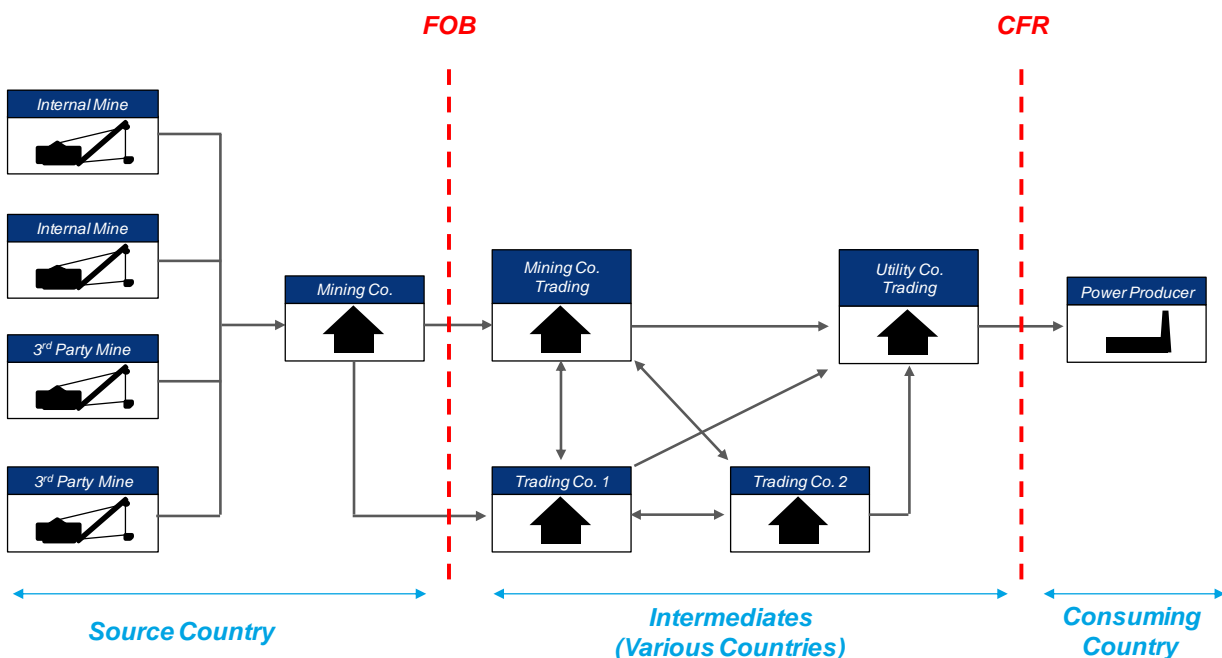 FOB
CFR
Internal Mine
Internal Mine
3rd Party Mine
3rd Party Mine
Mining Co.
Mining Co.
Trading
Utility Co.
Trading
Power Producer
Trading Co. 1
Trading Co. 2
Source Country
Intermediates
(Various Countries)
Consuming
Country